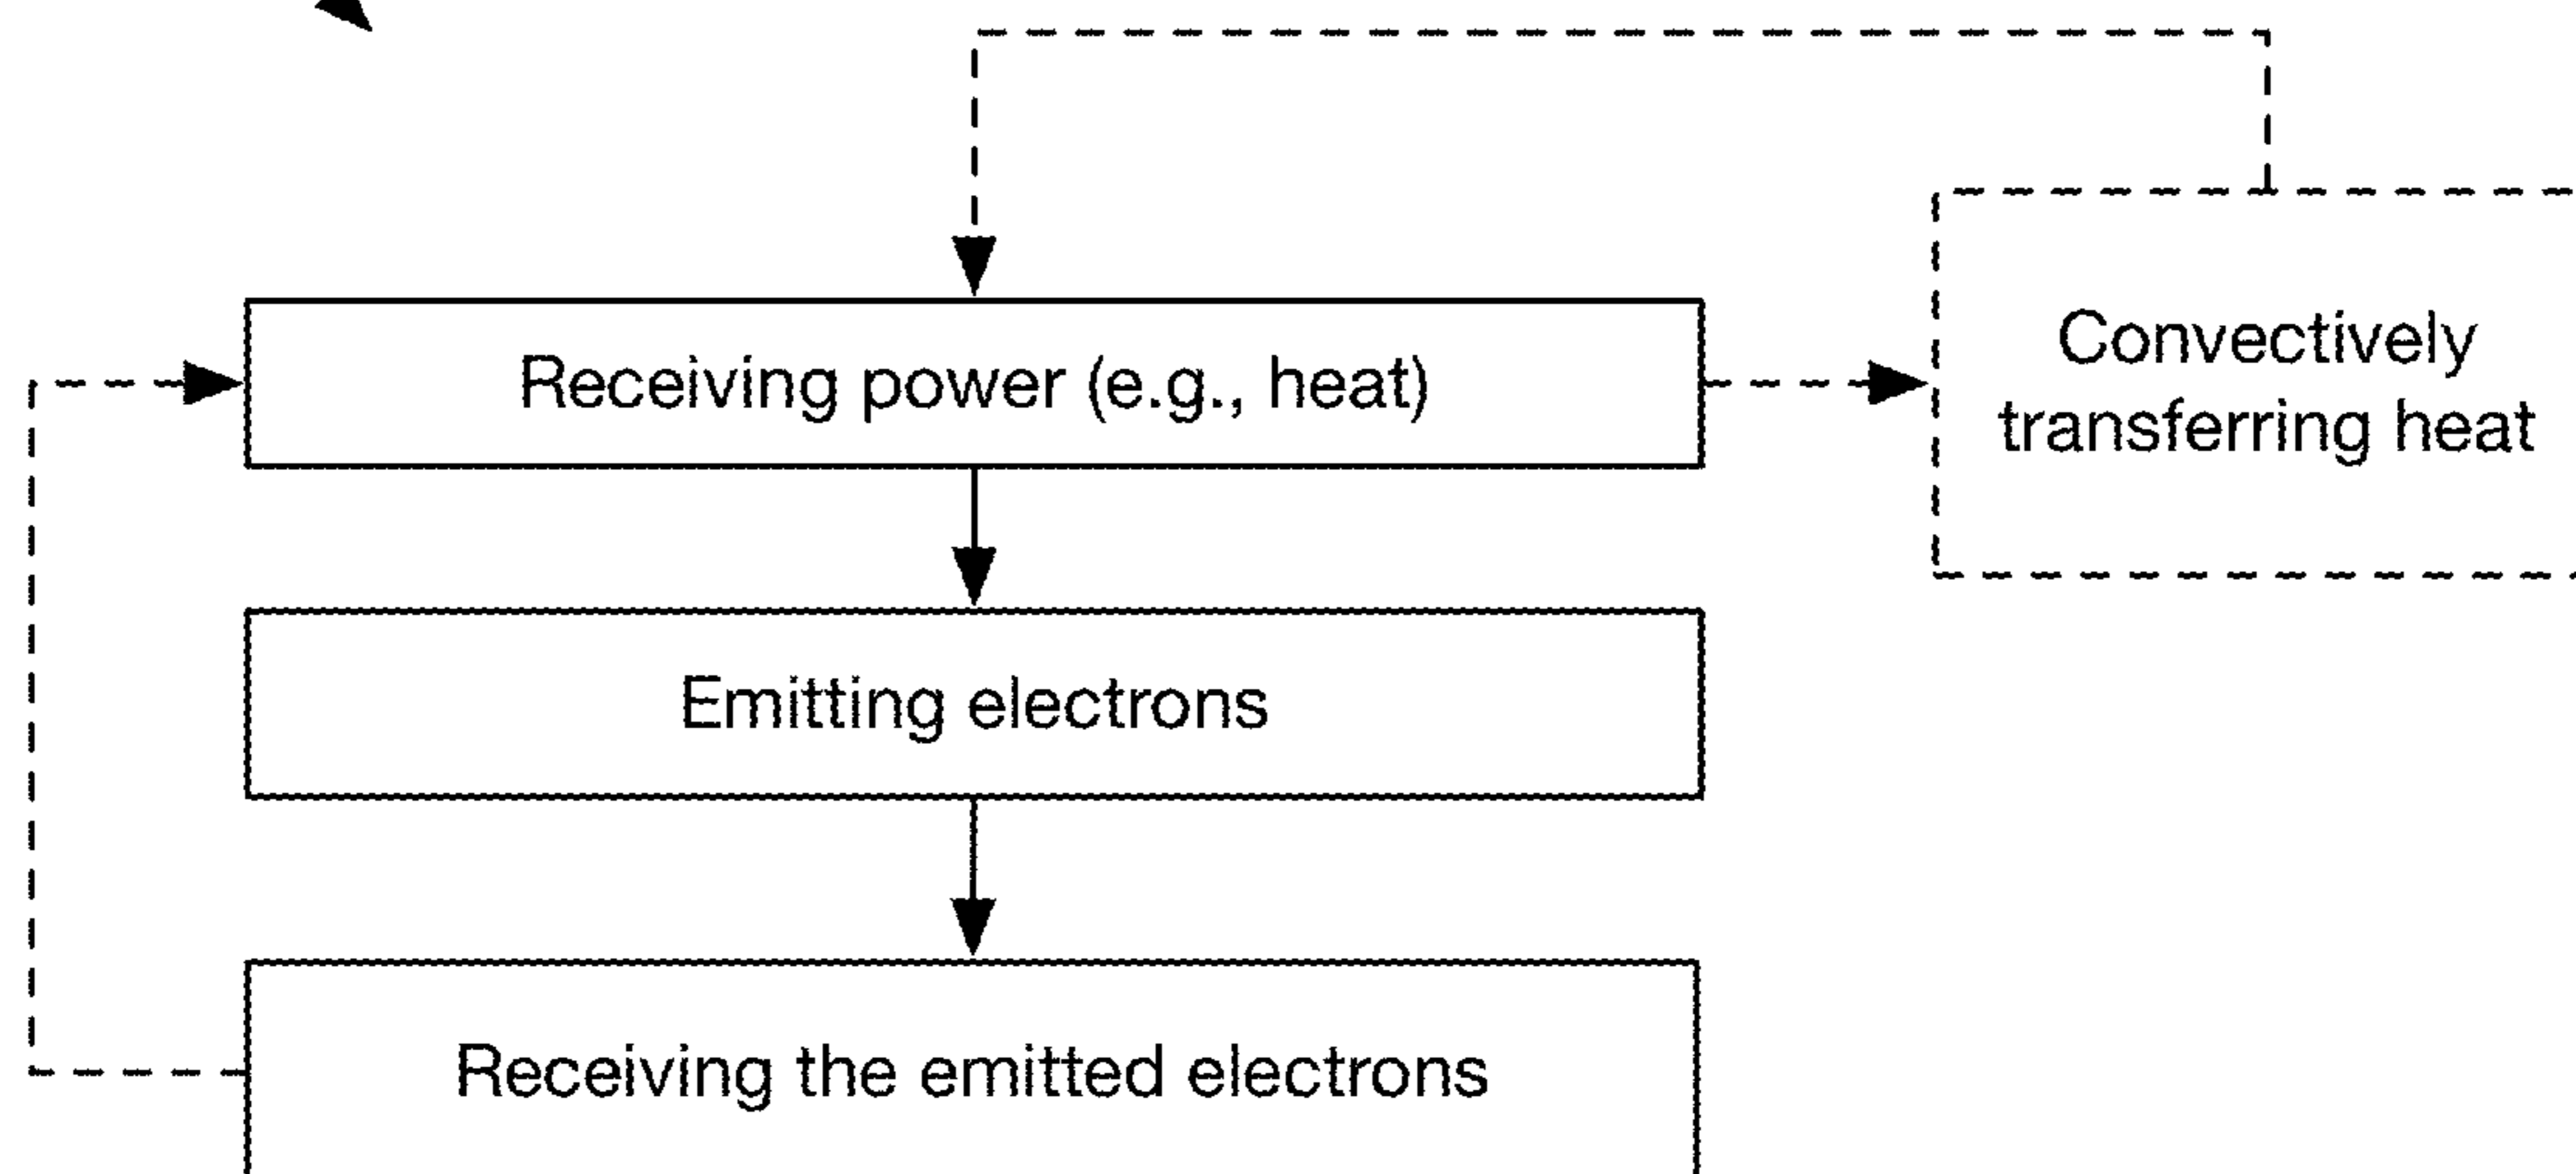 Receiving power (e.g., heat)
Convectively
transferring heat
Emitting electrons
Receiving the emitted electrons